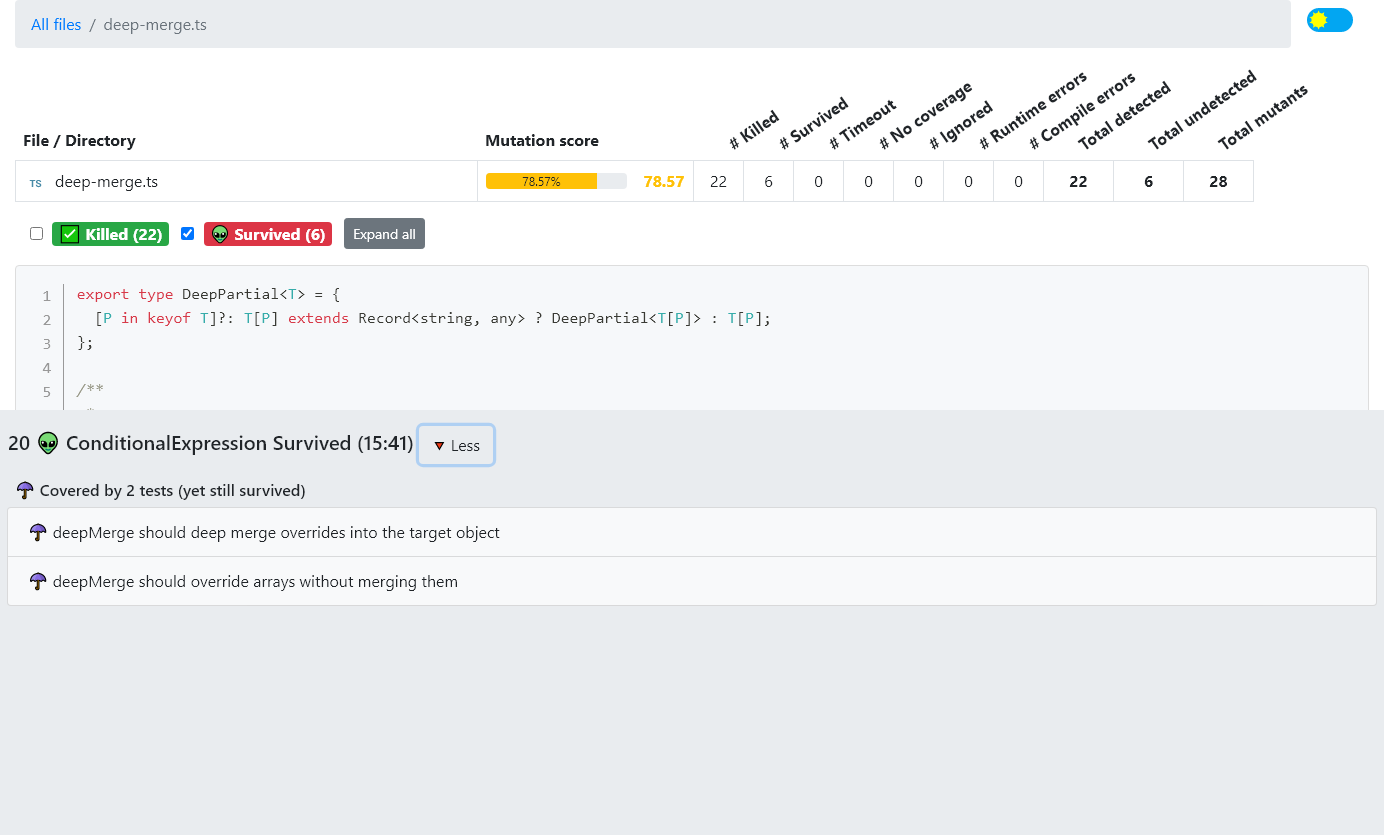 All files / deep-merge.ts
File / Directory Mutation score # Killed # Survived # Timeout # No coverage # Ignored # Runtime errors # Compile errors Total detected Total undetected Total mutants
TS deep-merge.ts 78.57% 78.57 22 6 0 0 0 0 0 22 6 28
✅ Killed (22) 👽 Survived (6) Expand all
1 export type DeepPartial<T> = {
2 [P in keyof T]?: T[P] extends Record<string, any> ? DeepPartial<T[P]> : T[P];
3 };
4
5 /**
20 👽 ConditionalExpression Survived (15:41) 🔻 Less
☂️ Covered by 2 tests (yet still survived)
☂️ deepMerge should deep merge overrides into the target object
☂️ deepMerge should override arrays without merging them